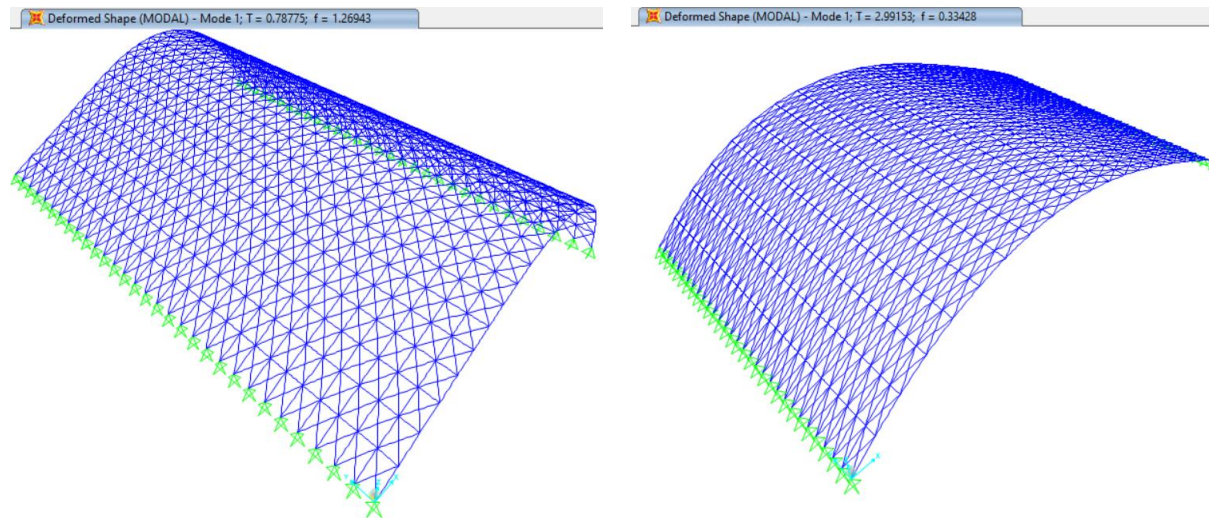 Deformed Shape (MODAL) - Mode 1; T = 0.78775; f = 1.26943
Deformed Shape (MODAL) - Mode 1; T = 2.99153; f = 0.33428